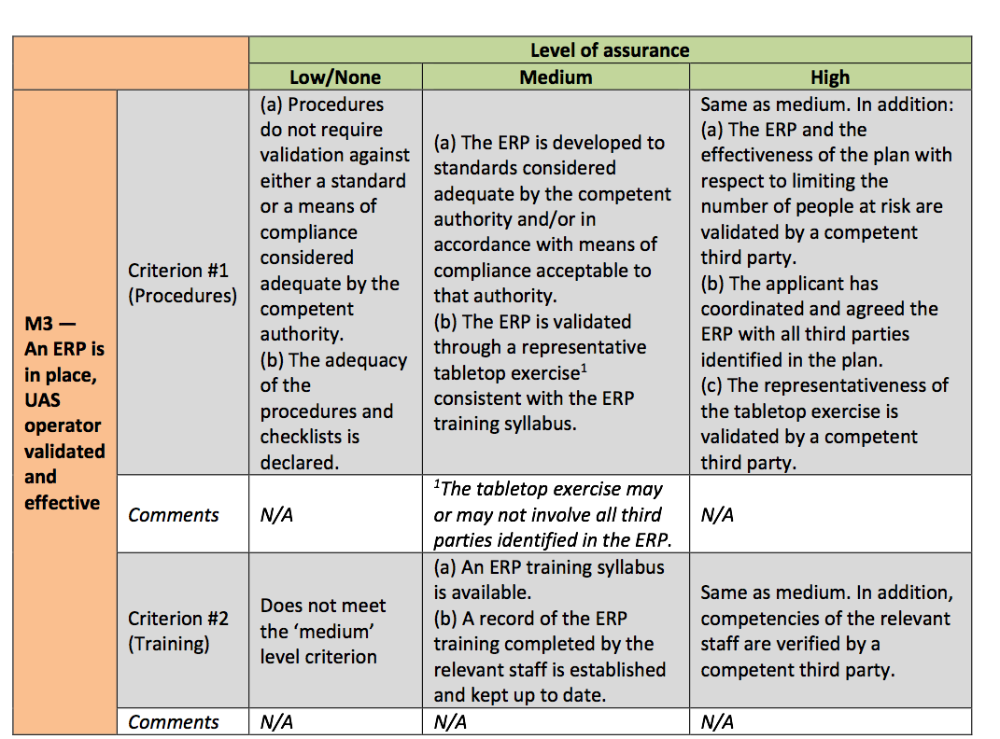 Level of assurance
Low/None
Medium
High
M3 —
An ERP is
in place,
UAS
operator
validated
and
effective
Criterion #1
(Procedures)
(a) Procedures
do not require
validation against
either a standard
or a means of
compliance
considered
adequate by the
competent
authority.
(b) The adequacy
of the
procedures and
checklists is
declared.
(a) The ERP is developed to
standards considered
adequate by the competent
authority and/or in
accordance with means of
compliance acceptable to
that authority.
(b) The ERP is validated
through a representative
tabletop exercise¹
consistent with the ERP
training syllabus.
Same as medium. In addition:
(a) The ERP and the
effectiveness of the plan with
respect to limiting the
number of people at risk are
validated by a competent
third party.
(b) The applicant has
coordinated and agreed the
ERP with all third parties
identified in the plan.
(c) The representativeness of
the tabletop exercise is
validated by a competent
third party.
Comments
N/A
¹The tabletop exercise may
or may not involve all third
parties identified in the ERP.
N/A
Criterion #2
(Training)
Does not meet
the ‘medium’
level criterion
(a) An ERP training syllabus
is available.
(b) A record of the ERP
training completed by the
relevant staff is established
and kept up to date.
Same as medium. In addition,
competencies of the relevant
staff are verified by a
competent third party.
Comments
N/A
N/A
N/A